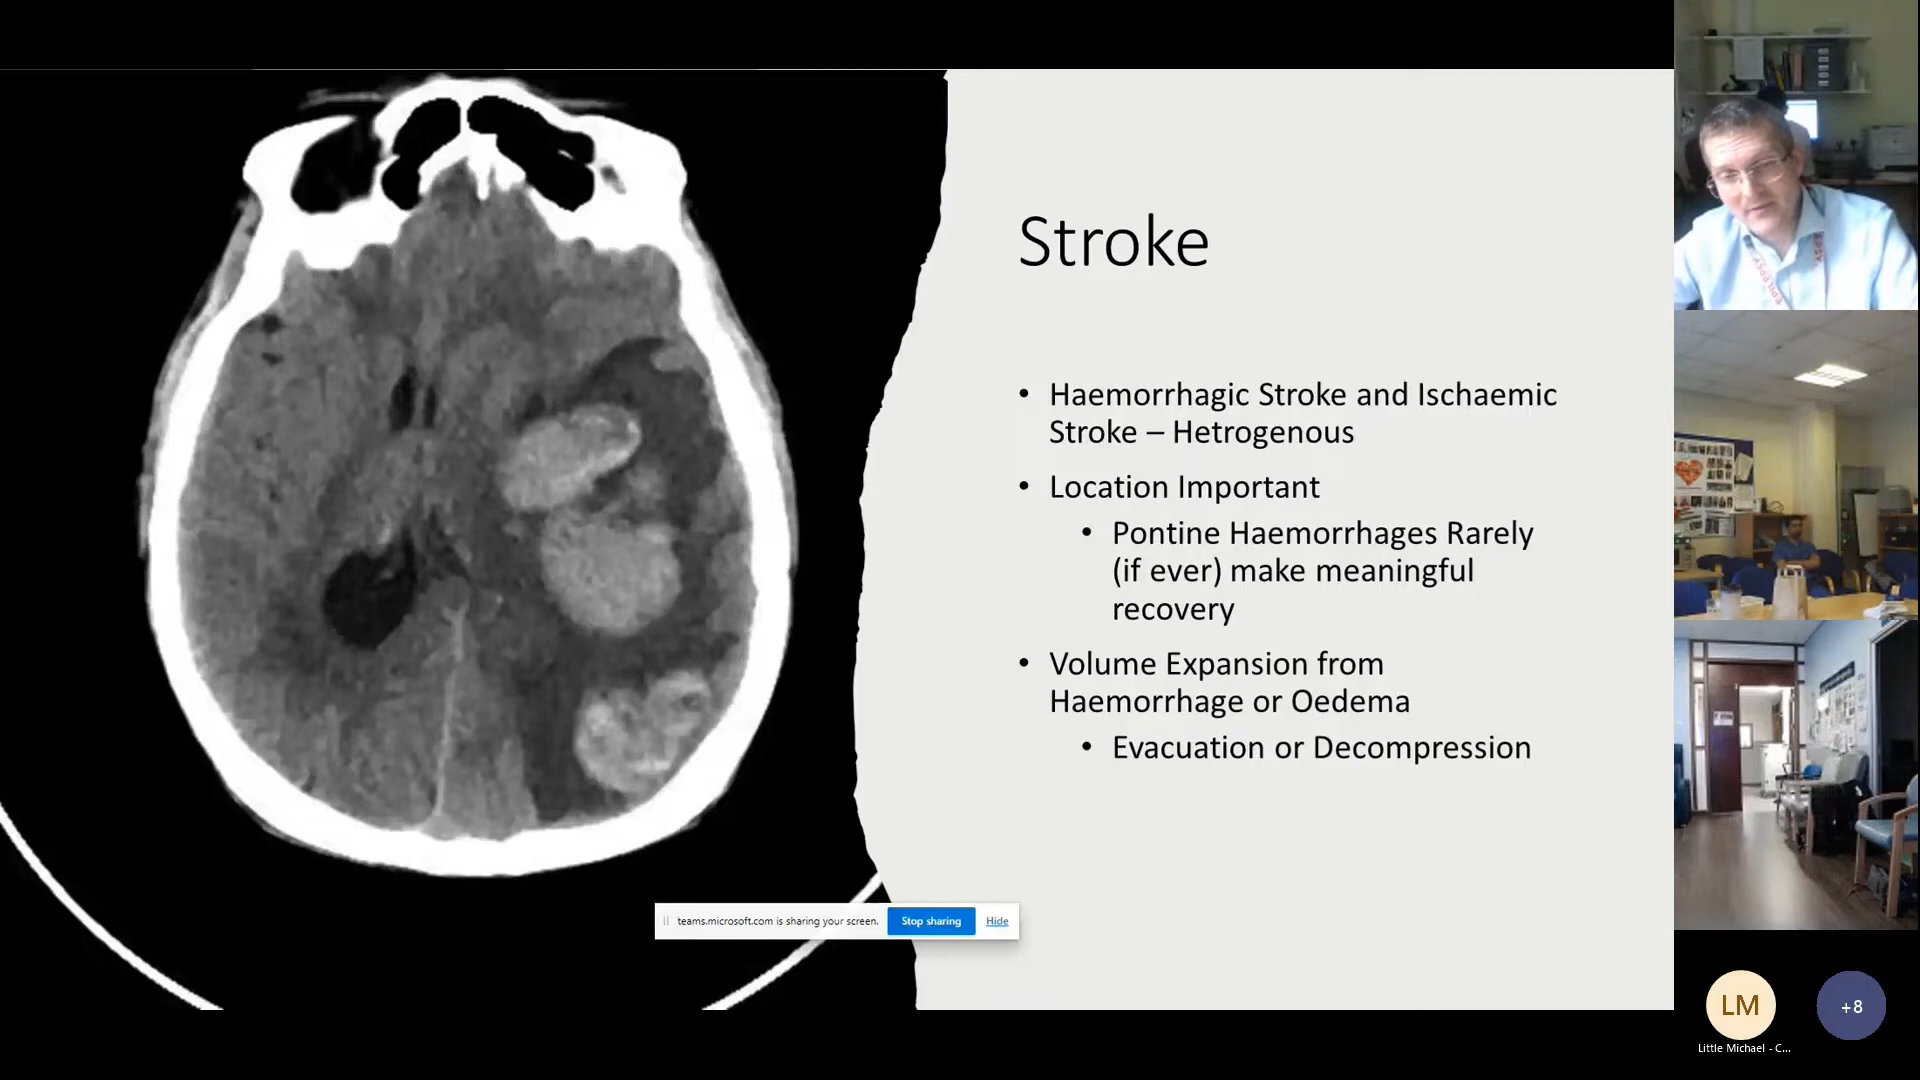 Stroke
• Haemorrhagic Stroke and Ischaemic
Stroke – Hetrogenous
• Location Important
• Pontine Haemorrhages Rarely
(if ever) make meaningful
recovery
• Volume Expansion from
Haemorrhage or Oedema
• Evacuation or Decompression
teams.microsoft.com is sharing your screen. Stop sharing Hide
EPILEPSY
LM
+8
Little Michael - C...